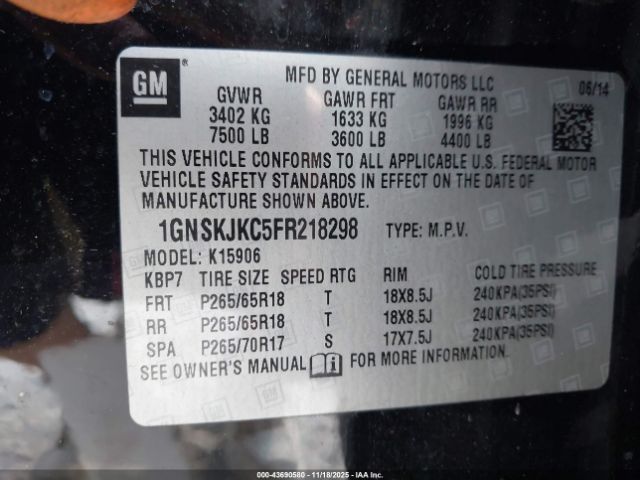 GM
MFD BY GENERAL MOTORS LLC
06/14
GVWR GAWR FRT GAWR RR
3402 KG 1633 KG 1996 KG
7500 LB 3600 LB 4400 LB
THIS VEHICLE CONFORMS TO ALL APPLICABLE U.S. FEDERAL MOTOR
VEHICLE SAFETY STANDARDS IN EFFECT ON THE DATE OF
MANUFACTURE SHOWN ABOVE.
1GNSKJKC5FR218298 TYPE: M.P.V.
MODEL: K15906
KBP7 TIRE SIZE SPEED RTG RIM COLD TIRE PRESSURE
FRT P265/65R18 T 18X8.5J 240KPA(35PSI)
RR P265/65R18 T 18X8.5J 240KPA(35PSI)
SPA P265/70R17 S 17X7.5J 240KPA(35PSI)
SEE OWNER'S MANUAL FOR MORE INFORMATION.
000-43690580 - 11/18/2025 - IAAI.COM